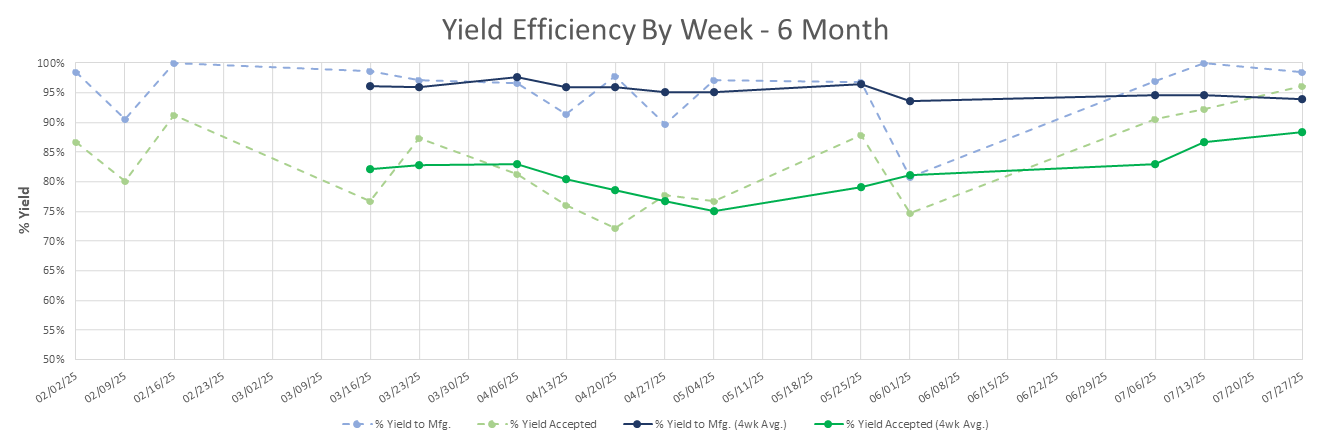 Yield Efficiency By Week - 6 Month
% Yield
100%
95%
90%
85%
80%
75%
70%
65%
60%
55%
50%
02/02/25 02/09/25 02/16/25 02/23/25 03/02/25 03/09/25 03/16/25 03/23/25 03/30/25 04/06/25 04/13/25 04/20/25 04/27/25 05/04/25 05/11/25 05/18/25 05/25/25 06/01/25 06/08/25 06/15/25 06/22/25 06/29/25 07/06/25 07/13/25 07/20/25 07/27/25
% Yield to Mfg. % Yield Accepted % Yield to Mfg. (4wk Avg.) % Yield Accepted (4wk Avg.)